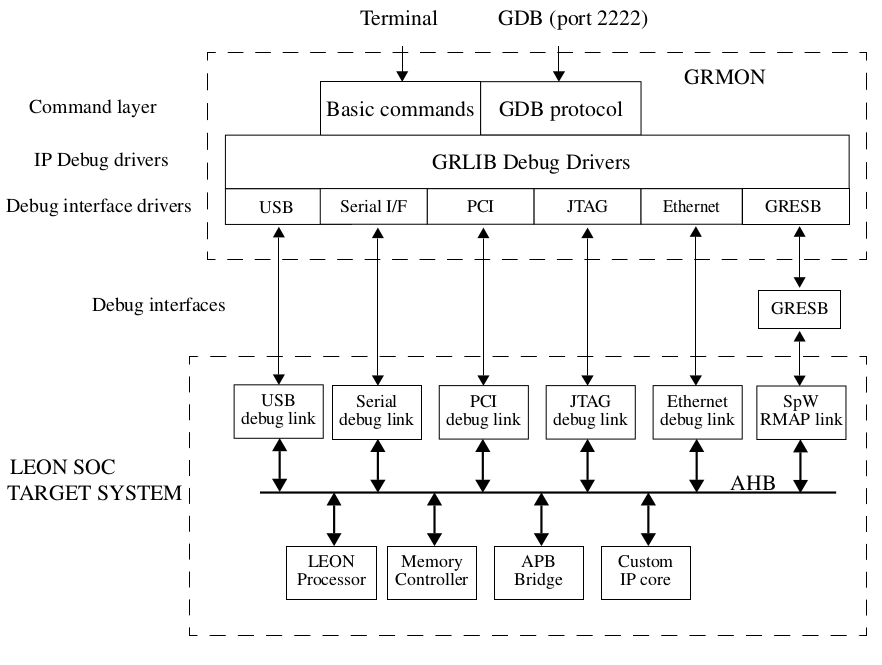 Terminal
GDB (port 2222)
GRMON
Command layer
Basic commands
GDB protocol
IP Debug drivers
GRLIB Debug Drivers
Debug interface drivers
USB
Serial I/F
PCI
JTAG
Ethernet
GRESB
Debug interfaces
GRESB
USB
debug link
Serial
debug link
PCI
debug link
JTAG
debug link
Ethernet
debug link
SpW
RMAP link
LEON SOC
TARGET SYSTEM
AHB
LEON
Processor
Memory
Controller
APB
Bridge
Custom
IP core